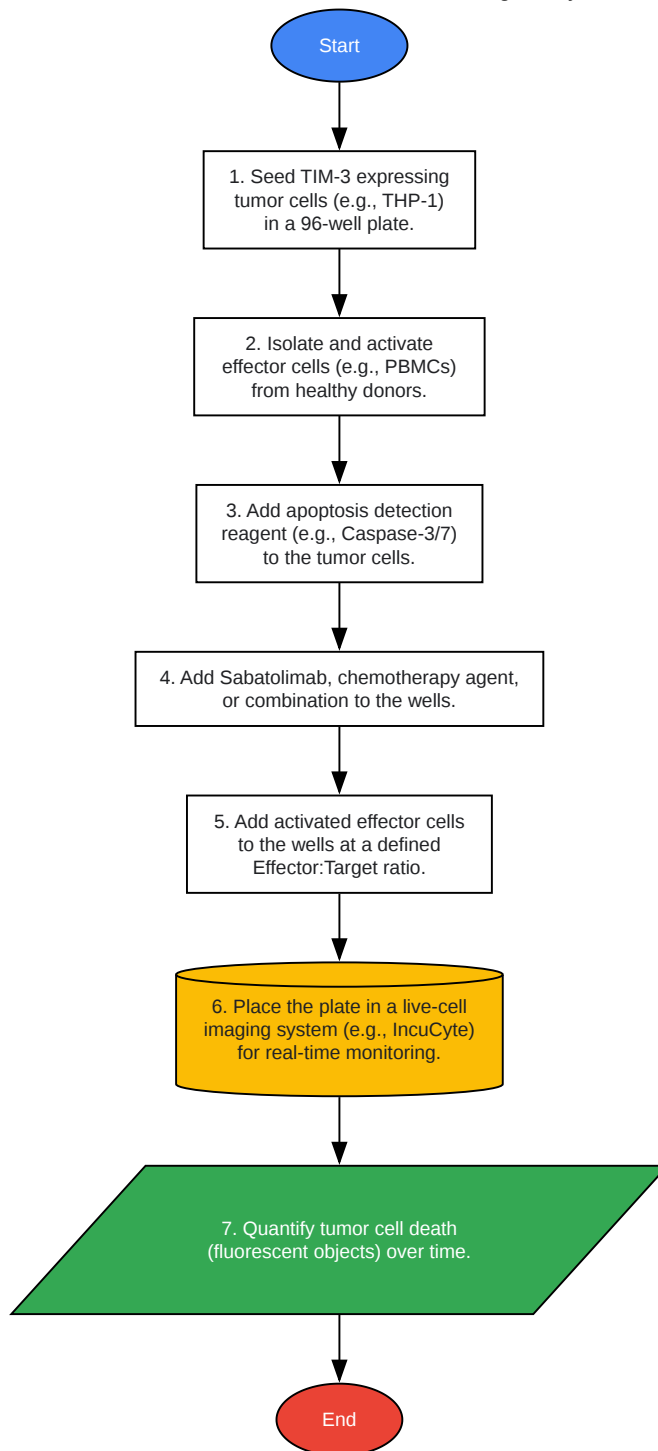 Start
1. Seed TIM-3 expressing
tumor cells (e.g., THP-1)
in a 96-well plate.
2. Isolate and activate
effector cells (e.g., PBMCs)
from healthy donors.
3. Add apoptosis detection
reagent (e.g., Caspase-3/7)
to the tumor cells.
4. Add Sabatolimab, chemotherapy agent,
or combination to the wells.
5. Add activated effector cells
to the wells at a defined
Effector:Target ratio.
6. Place the plate in a live-cell
imaging system (e.g., IncuCyte)
for real-time monitoring.
7. Quantify tumor cell death
(fluorescent objects) over time.
End